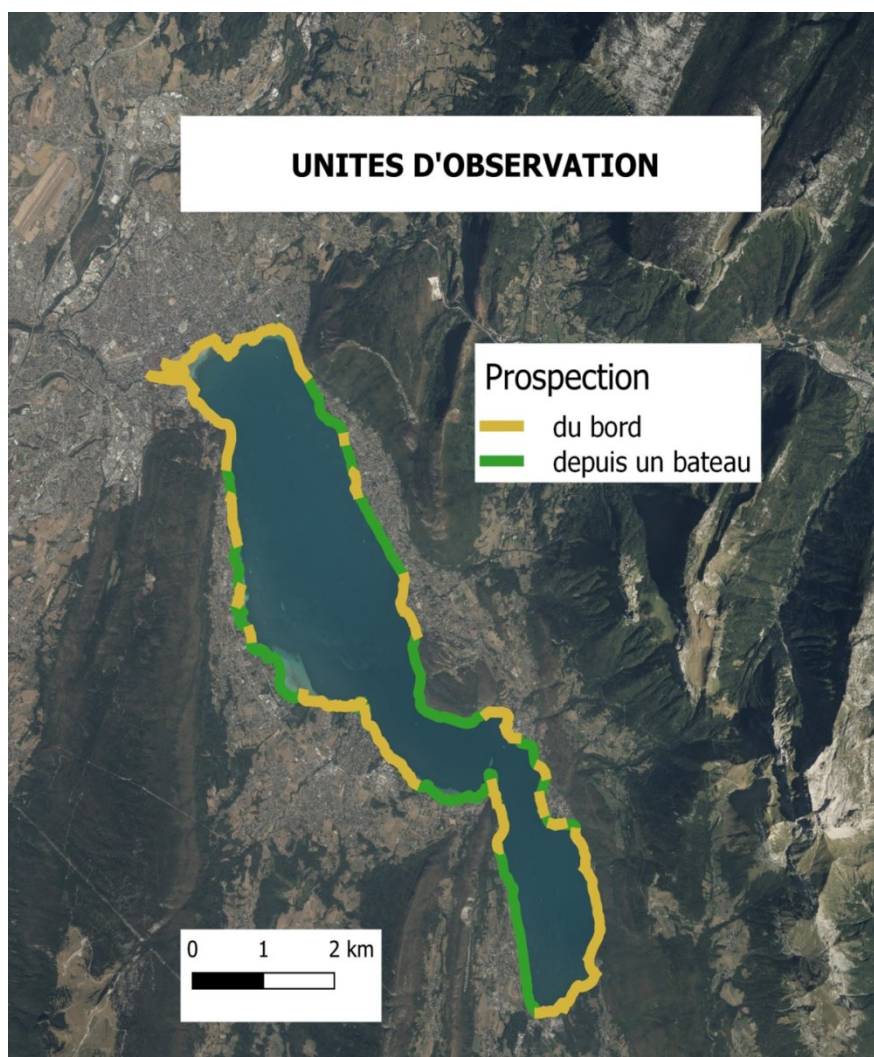 UNITES D'OBSERVATION
Prospection
du bord
depuis un bateau
0 1 2 km